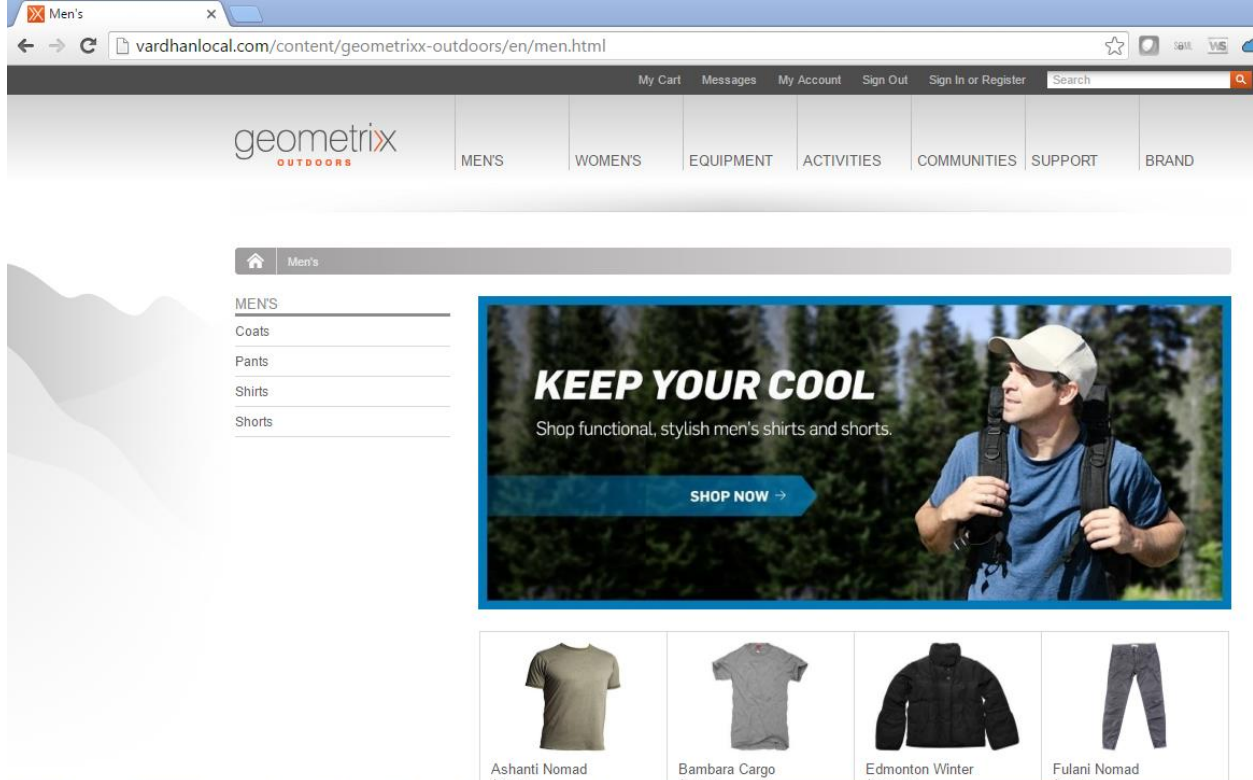 Men's
vardhanlocal.com/content/geometrixx-outdoors/en/men.html
WS
My Cart Messages My Account Sign Out Sign In or Register Search
geometrixx
OUTDOORS
MEN'S WOMEN'S EQUIPMENT ACTIVITIES COMMUNITIES SUPPORT BRAND
Men's
MEN'S
Coats
Pants
Shirts
Shorts
KEEP YOUR COOL
Shop functional, stylish men's shirts and shorts.
SHOP NOW →
Ashanti Nomad Bambara Cargo Edmonton Winter Fulani Nomad